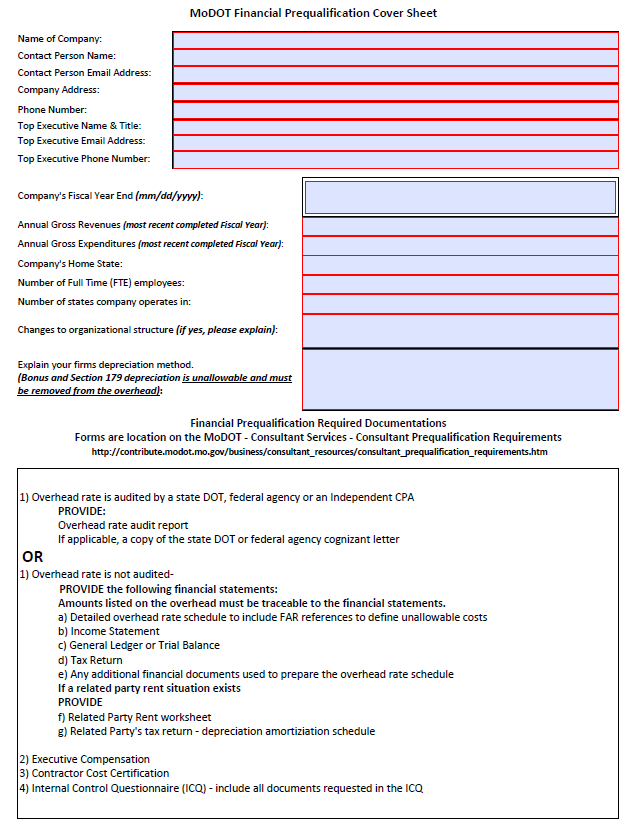 MoDOT Financial Prequalification Cover Sheet
Name of Company:
Contact Person Name:
Contact Person Email Address:
Company Address:
Phone Number:
Top Executive Name & Title:
Top Executive Email Address:
Top Executive Phone Number:
Company's Fiscal Year End (mm/dd/yyyy):
Annual Gross Revenues (most recent completed Fiscal Year):
Annual Gross Expenditures (most recent completed Fiscal Year):
Company's Home State:
Number of Full Time (FTE) employees:
Number of states company operates in:
Changes to organizational structure (if yes, please explain):
Explain your firms depreciation method.
(Bonus and Section 179 depreciation is unallowable and must
be removed from the overhead):
Financial Prequalification Required Documentations
Forms are location on the MoDOT - Consultant Services - Consultant Prequalification Requirements
http://contribute.modot.mo.gov/business/consultant_resources/consultant_prequalification_requirements.htm
1) Overhead rate is audited by a state DOT, federal agency or an Independent CPA
PROVIDE:
Overhead rate audit report
If applicable, a copy of the state DOT or federal agency cognizant letter
OR
1) Overhead rate is not audited-
PROVIDE the following financial statements:
Amounts listed on the overhead must be traceable to the financial statements.
a) Detailed overhead rate schedule to include FAR references to define unallowable costs
b) Income Statement
c) General Ledger or Trial Balance
d) Tax Return
e) Any additional financial documents used to prepare the overhead rate schedule
If a related party rent situation exists
PROVIDE
f) Related Party Rent worksheet
g) Related Party's tax return - depreciation amortiziation schedule
2) Executive Compensation
3) Contractor Cost Certification
4) Internal Control Questionnaire (ICQ) - include all documents requested in the ICQ